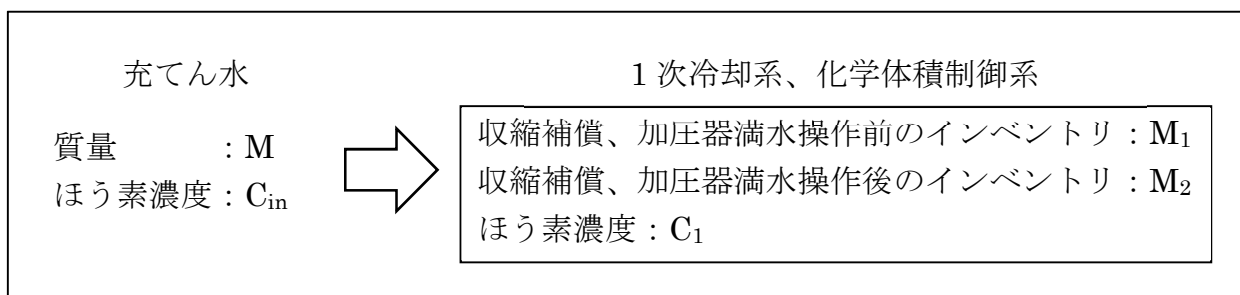 充てん水
質量　　　：M
ほう素濃度：C₍ᵢₙ₎
1 次冷却系、化学体積制御系
収縮補償、加圧器満水操作前のインベントリ：M₁
収縮補償、加圧器満水操作後のインベントリ：M₂
ほう素濃度：C₁